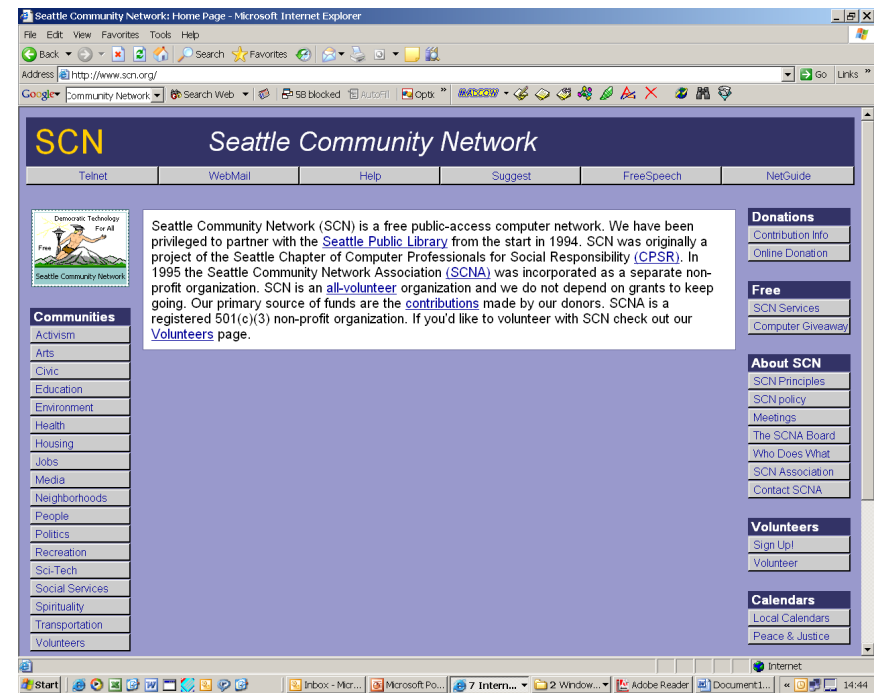 Seattle Community Network: Home Page - Microsoft Internet Explorer
File Edit View Favorites Tools Help
Back Search Favorites
Address http://www.scn.org/ Go Links »
Google Community Network Search Web 58 blocked AutoFill Optic » MADCOW
SCN Seattle Community Network
Telnet WebMail Help Suggest FreeSpeech NetGuide
Democratic Technology
For All
Free
Seattle Community Network
Communities
Activism
Arts
Civic
Education
Environment
Health
Housing
Jobs
Media
Neighborhoods
People
Politics
Recreation
Sci-Tech
Social Services
Spirituality
Transportation
Volunteers
Seattle Community Network (SCN) is a free public-access computer network. We have been
privileged to partner with the Seattle Public Library from the start in 1994. SCN was originally a
project of the Seattle Chapter of Computer Professionals for Social Responsibility (CPSR). In
1995 the Seattle Community Network Association (SCNA) was incorporated as a separate non-
profit organization. SCN is an all-volunteer organization and we do not depend on grants to keep
going. Our primary source of funds are the contributions made by our donors. SCNA is a
registered 501(c)(3) non-profit organization. If you'd like to volunteer with SCN check out our
Volunteers page.
Donations
Contribution Info
Online Donation
Free
SCN Services
Computer Giveaway
About SCN
SCN Principles
SCN policy
Meetings
The SCNA Board
Who Does What
SCN Association
Contact SCNA
Volunteers
Sign Up!
Volunteer
Calendars
Local Calendars
Peace & Justice
Internet
Start Inbox - Micr... Microsoft Po... 7 Intern... 2 Window... Adobe Reader Document1... « 14:44